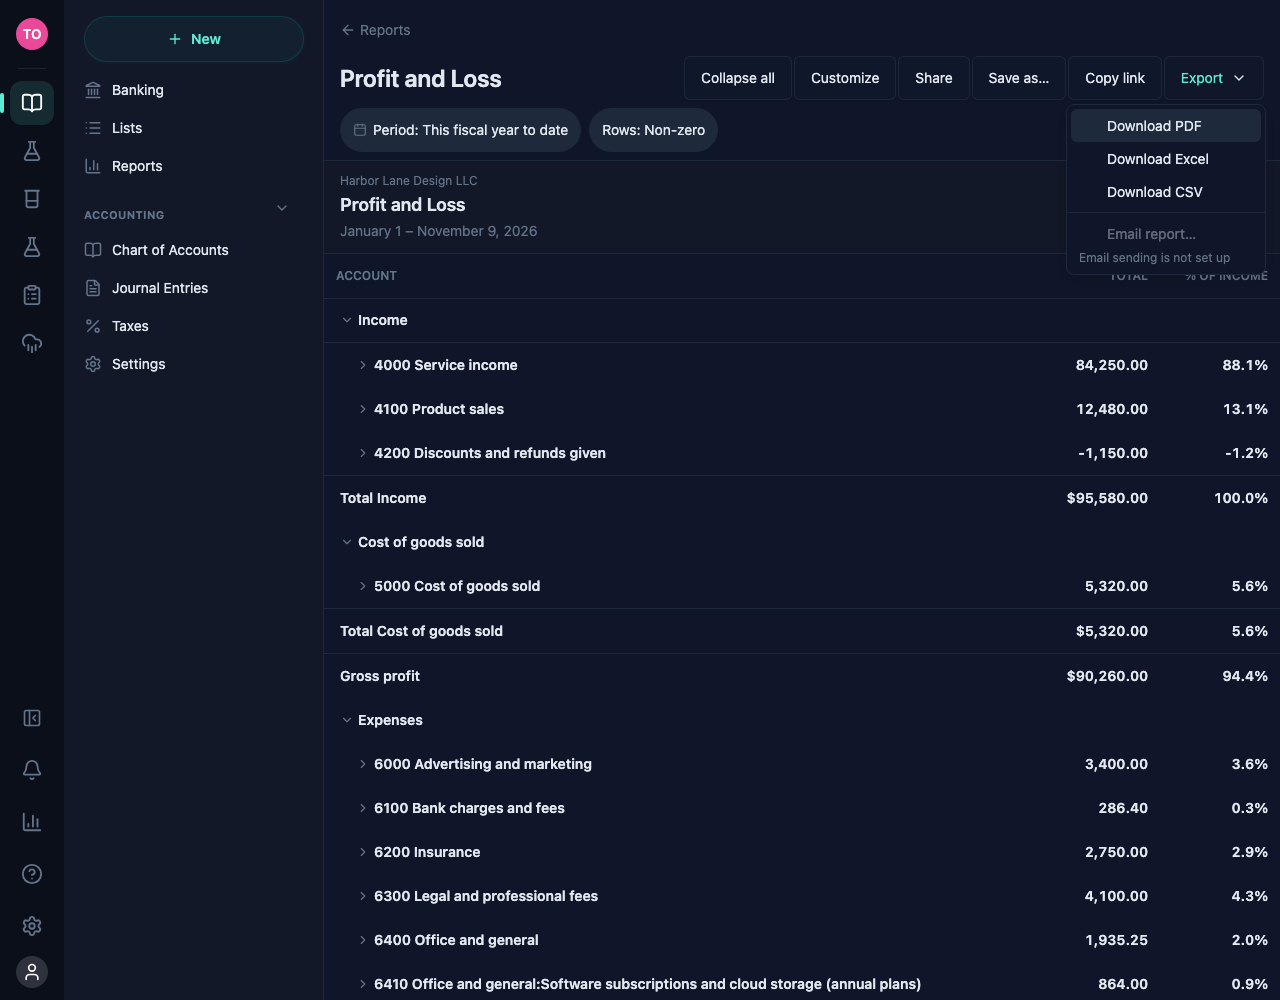 TO
New
Banking
Lists
Reports
ACCOUNTING
Chart of Accounts
Journal Entries
Taxes
Settings
Reports
Profit and Loss
Collapse all
Customize
Share
Save as...
Copy link
Export
Period: This fiscal year to date
Rows: Non-zero
Download PDF
Download Excel
Download CSV
Email report...
Email sending is not set up
Harbor Lane Design LLC
Profit and Loss
January 1 – November 9, 2026
ACCOUNT TOTAL % OF INCOME
Income
4000 Service income 84,250.00 88.1%
4100 Product sales 12,480.00 13.1%
4200 Discounts and refunds given -1,150.00 -1.2%
Total Income $95,580.00 100.0%
Cost of goods sold
5000 Cost of goods sold 5,320.00 5.6%
Total Cost of goods sold $5,320.00 5.6%
Gross profit $90,260.00 94.4%
Expenses
6000 Advertising and marketing 3,400.00 3.6%
6100 Bank charges and fees 286.40 0.3%
6200 Insurance 2,750.00 2.9%
6300 Legal and professional fees 4,100.00 4.3%
6400 Office and general 1,935.25 2.0%
6410 Office and general:Software subscriptions and cloud storage (annual plans) 864.00 0.9%